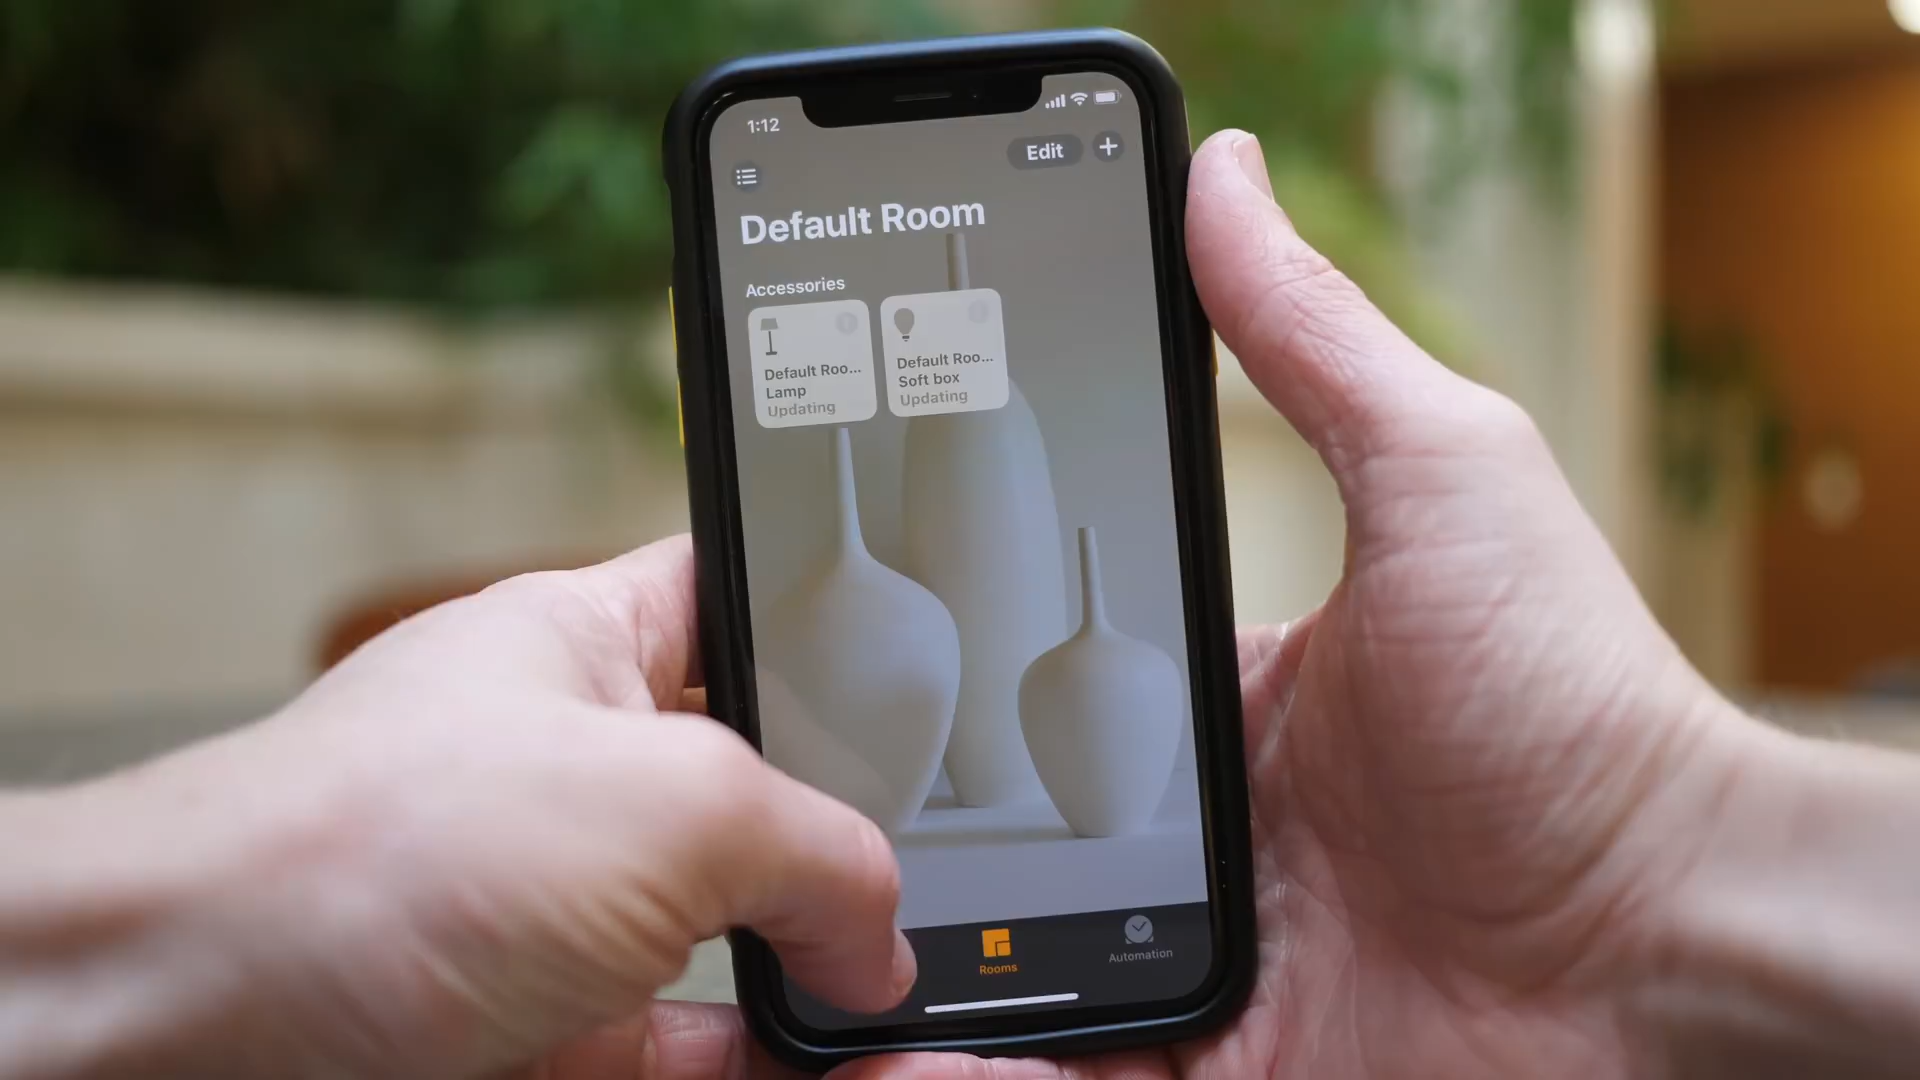 1:12
Edit
Default Room
Accessories
Default Roo...
Lamp
Updating
Default Roo...
Soft box
Updating
Rooms
Automation